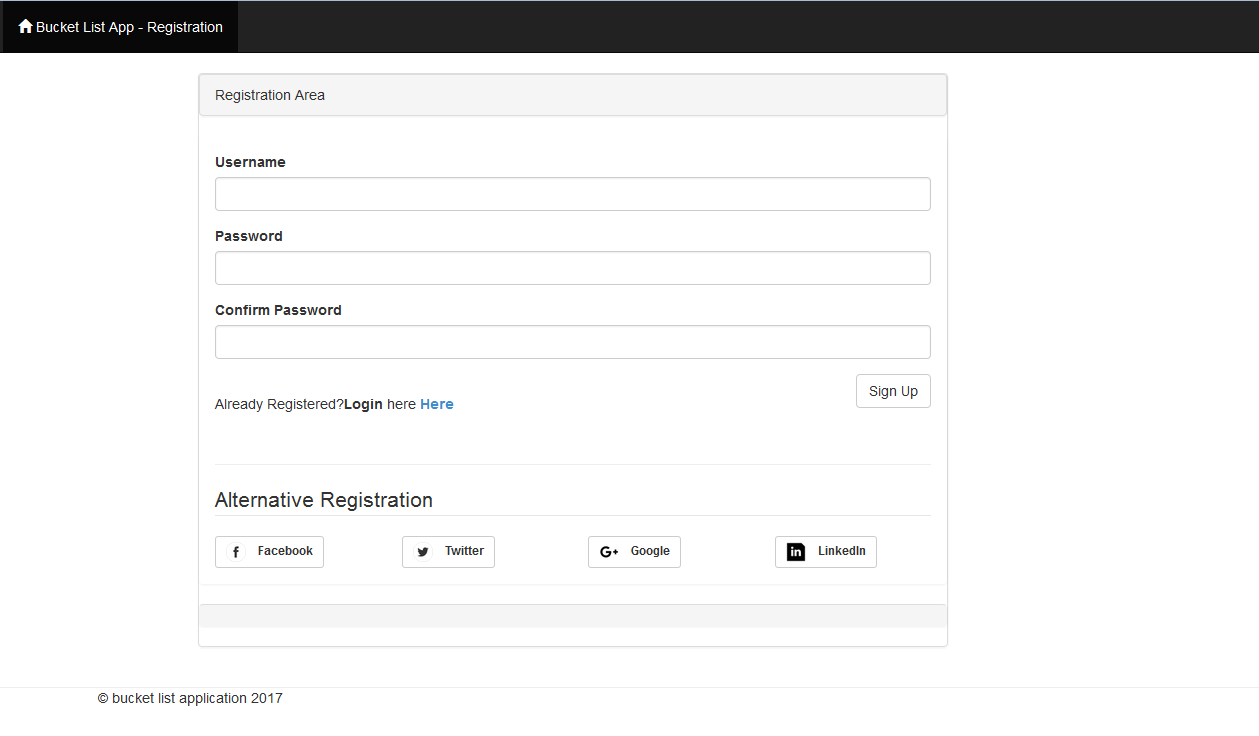 Bucket List App - Registration
Registration Area
Username
Password
Confirm Password
Sign Up
Already Registered?Login here Here
Alternative Registration
Facebook Twitter Google LinkedIn
© bucket list application 2017